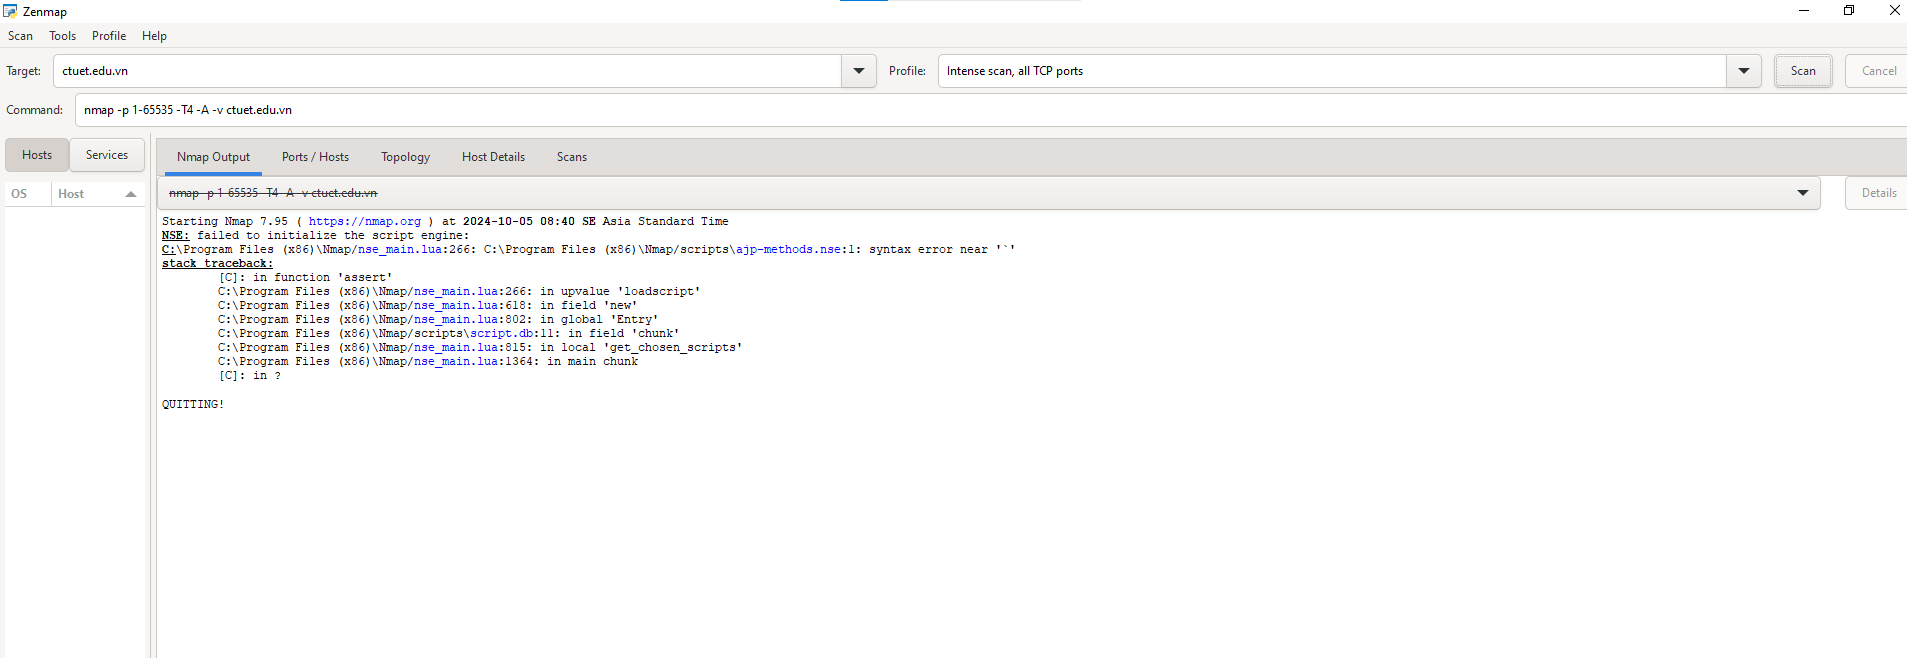 Zenmap
Scan Tools Profile Help
Target: ctuet.edu.vn Profile: Intense scan, all TCP ports Scan Cancel
Command: nmap -p 1-65535 -T4 -A -v ctuet.edu.vn
Hosts Services Nmap Output Ports / Hosts Topology Host Details Scans
OS Host nmap -p 1-65535 -T4 -A -v ctuet.edu.vn Details
Starting Nmap 7.95 ( https://nmap.org ) at 2024-10-05 08:40 SE Asia Standard Time
NSE: failed to initialize the script engine:
C:\Program Files (x86)\Nmap/nse_main.lua:266: C:\Program Files (x86)\Nmap/scripts\ajp-methods.nse:1: syntax error near '`'
stack traceback:
[C]: in function 'assert'
C:\Program Files (x86)\Nmap/nse_main.lua:266: in upvalue 'loadscript'
C:\Program Files (x86)\Nmap/nse_main.lua:618: in field 'new'
C:\Program Files (x86)\Nmap/nse_main.lua:802: in global 'Entry'
C:\Program Files (x86)\Nmap/scripts\script.db:11: in field 'chunk'
C:\Program Files (x86)\Nmap/nse_main.lua:815: in local 'get_chosen_scripts'
C:\Program Files (x86)\Nmap/nse_main.lua:1364: in main chunk
[C]: in ?
QUITTING!